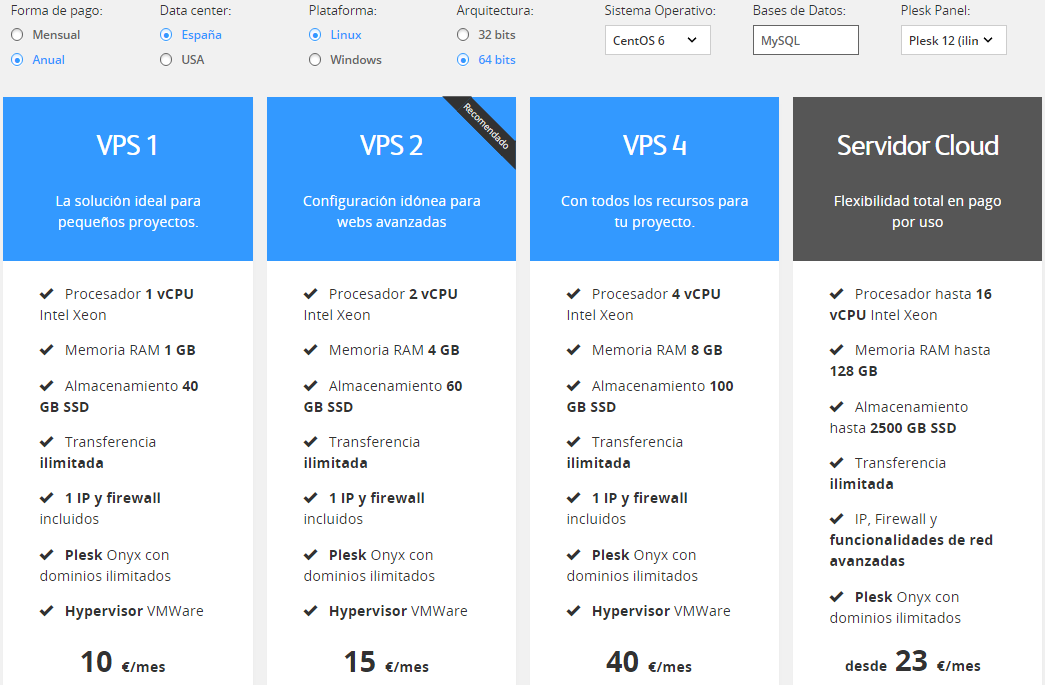 Forma de pago:
Mensual
Anual
Data center:
España
USA
Plataforma:
Linux
Windows
Arquitectura:
32 bits
64 bits
Sistema Operativo:
CentOS 6
Bases de Datos:
MySQL
Plesk Panel:
Plesk 12 (ilin
VPS 1
La solución ideal para
pequeños proyectos.
Procesador 1 vCPU
Intel Xeon
Memoria RAM 1 GB
Almacenamiento 40
GB SSD
Transferencia
ilimitada
1 IP y firewall
incluidos
Plesk Onyx con
dominios ilimitados
Hypervisor VMWare
10 €/mes
Recomendado
VPS 2
Configuración idónea para
webs avanzadas
Procesador 2 vCPU
Intel Xeon
Memoria RAM 4 GB
Almacenamiento 60
GB SSD
Transferencia
ilimitada
1 IP y firewall
incluidos
Plesk Onyx con
dominios ilimitados
Hypervisor VMWare
15 €/mes
VPS 4
Con todos los recursos para
tu proyecto.
Procesador 4 vCPU
Intel Xeon
Memoria RAM 8 GB
Almacenamiento 100
GB SSD
Transferencia
ilimitada
1 IP y firewall
incluidos
Plesk Onyx con
dominios ilimitados
Hypervisor VMWare
40 €/mes
Servidor Cloud
Flexibilidad total en pago
por uso
Procesador hasta 16
vCPU Intel Xeon
Memoria RAM hasta
128 GB
Almacenamiento
hasta 2500 GB SSD
Transferencia
ilimitada
IP, Firewall y
funcionalidades de red
avanzadas
Plesk Onyx con
dominios ilimitados
desde 23 €/mes